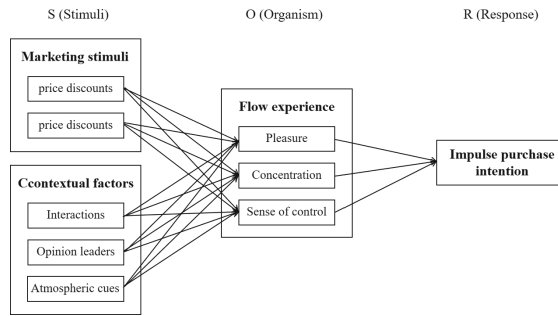 S (Stimuli)
O (Organism)
R (Response)
Marketing stimuli
price discounts
price discounts
Ccontextual factors
Interactions
Opinion leaders
Atmospheric cues
Flow experience
Pleasure
Concentration
Sense of control
Impulse purchase
intention